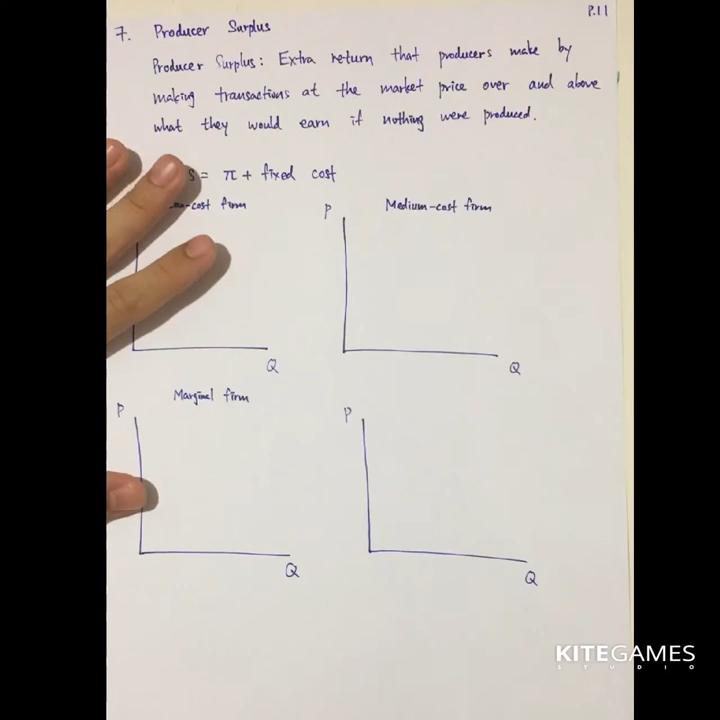 P.11
7. Producer Surplus
Producer Surplus: Extra return that producers make by
making transactions at the market price over and above
what they would earn if nothing were produced.
S = π + fixed cost
-cost firm
P
Medium-cost firm
Q
Q
Marginal firm
P
P
Q
Q
KITEGAMES
STUDIO